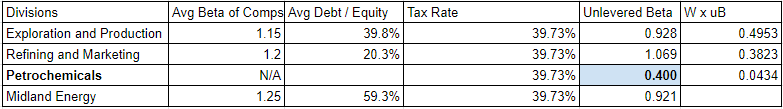 Divisions Avg Beta of Comps Avg Debt / Equity Tax Rate Unlevered Beta W x uB
Exploration and Production 1.15 39.8% 39.73% 0.928 0.4953
Refining and Marketing 1.2 20.3% 39.73% 1.069 0.3823
Petrochemicals N/A 39.73% 0.400 0.0434
Midland Energy 1.25 59.3% 39.73% 0.921